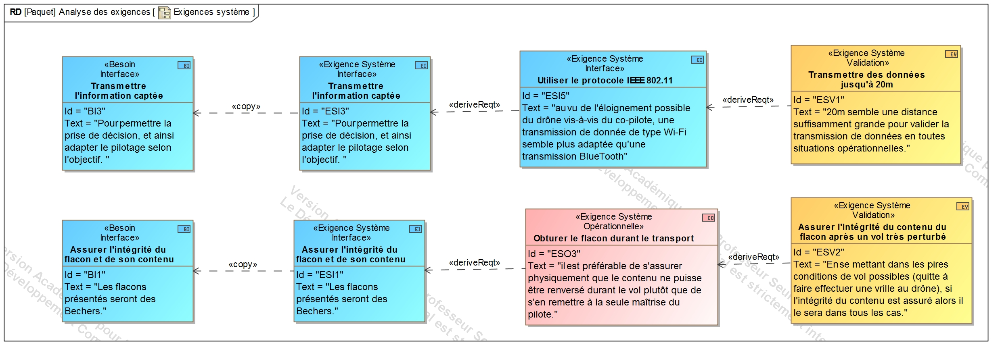 RD [Paquet] Analyse des exigences [ Exigences système ]
«Besoin
Interface»
BI
Transmettre
l'information captée
Id = "BI3"
Text = "Pour permettre la
prise de décision, et ainsi
adapter le pilotage selon
l'objectif. "
«copy»
«Exigence Système
Interface»
EI
Transmettre
l'information captée
Id = "ESI3"
Text = "Pour permettre la
prise de décision, et ainsi
adapter le pilotage selon
l'objectif. "
«deriveReqt»
«Exigence Système
Interface»
EI
Utiliser le protocole IEEE 802.11
Id = "ESI5"
Text = "au vu de l'éloignement possible
du drône vis-à-vis du co-pilote, une
transmission de donnée de type Wi-Fi
semble plus adaptée qu'une
transmission BlueTooth"
«deriveReqt»
«Exigence Système
Validation»
EV
Transmettre des données
jusqu'à 20m
Id = "ESV1"
Text = "20m semble une distance
suffisamment grande pour valider la
transmission de données en toutes
situations opérationnelles."
«Besoin
Interface»
BI
Assurer l'intégrité du
flacon et de son contenu
Id = "BI1"
Text = "Les flacons
présentés seront des
Bechers."
«copy»
«Exigence Système
Interface»
EI
Assurer l'intégrité du
flacon et de son contenu
Id = "ESI1"
Text = "Les flacons
présentés seront des
Bechers."
«deriveReqt»
«Exigence Système
Opérationnelle»
EO
Obturer le flacon durant le transport
Id = "ESO3"
Text = "il est préférable de s'assurer
physiquement que le contenu ne puisse
être renversé durant le vol plutôt que de
s'en remettre à la seule maîtrise du
pilote."
«deriveReqt»
«Exigence Système
Validation»
EV
Assurer l'intégrité du contenu du
flacon après un vol très perturbé
Id = "ESV2"
Text = "En se mettant dans les pires
conditions de vol possibles (quitte à
faire effectuer une vrille au drône), si
l'intégrité du contenu est assuré alors il
le sera dans tous les cas."